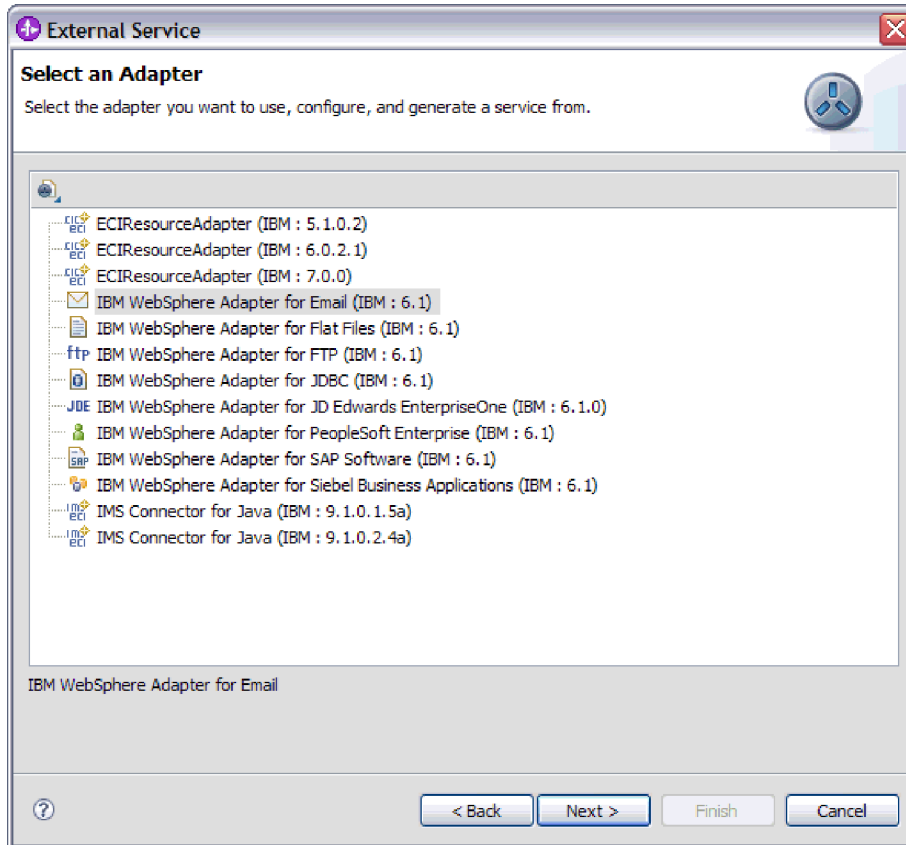 External Service
Select an Adapter
Select the adapter you want to use, configure, and generate a service from.
ECIResourceAdapter (IBM : 5.1.0.2)
ECIResourceAdapter (IBM : 6.0.2.1)
ECIResourceAdapter (IBM : 7.0.0)
IBM WebSphere Adapter for Email (IBM : 6.1)
IBM WebSphere Adapter for Flat Files (IBM : 6.1)
ftp IBM WebSphere Adapter for FTP (IBM : 6.1)
IBM WebSphere Adapter for JDBC (IBM : 6.1)
JDE IBM WebSphere Adapter for JD Edwards EnterpriseOne (IBM : 6.1.0)
IBM WebSphere Adapter for PeopleSoft Enterprise (IBM : 6.1)
SAP IBM WebSphere Adapter for SAP Software (IBM : 6.1)
IBM WebSphere Adapter for Siebel Business Applications (IBM : 6.1)
IMS Connector for Java (IBM : 9.1.0.1.5a)
IMS Connector for Java (IBM : 9.1.0.2.4a)
IBM WebSphere Adapter for Email
? < Back Next > Finish Cancel